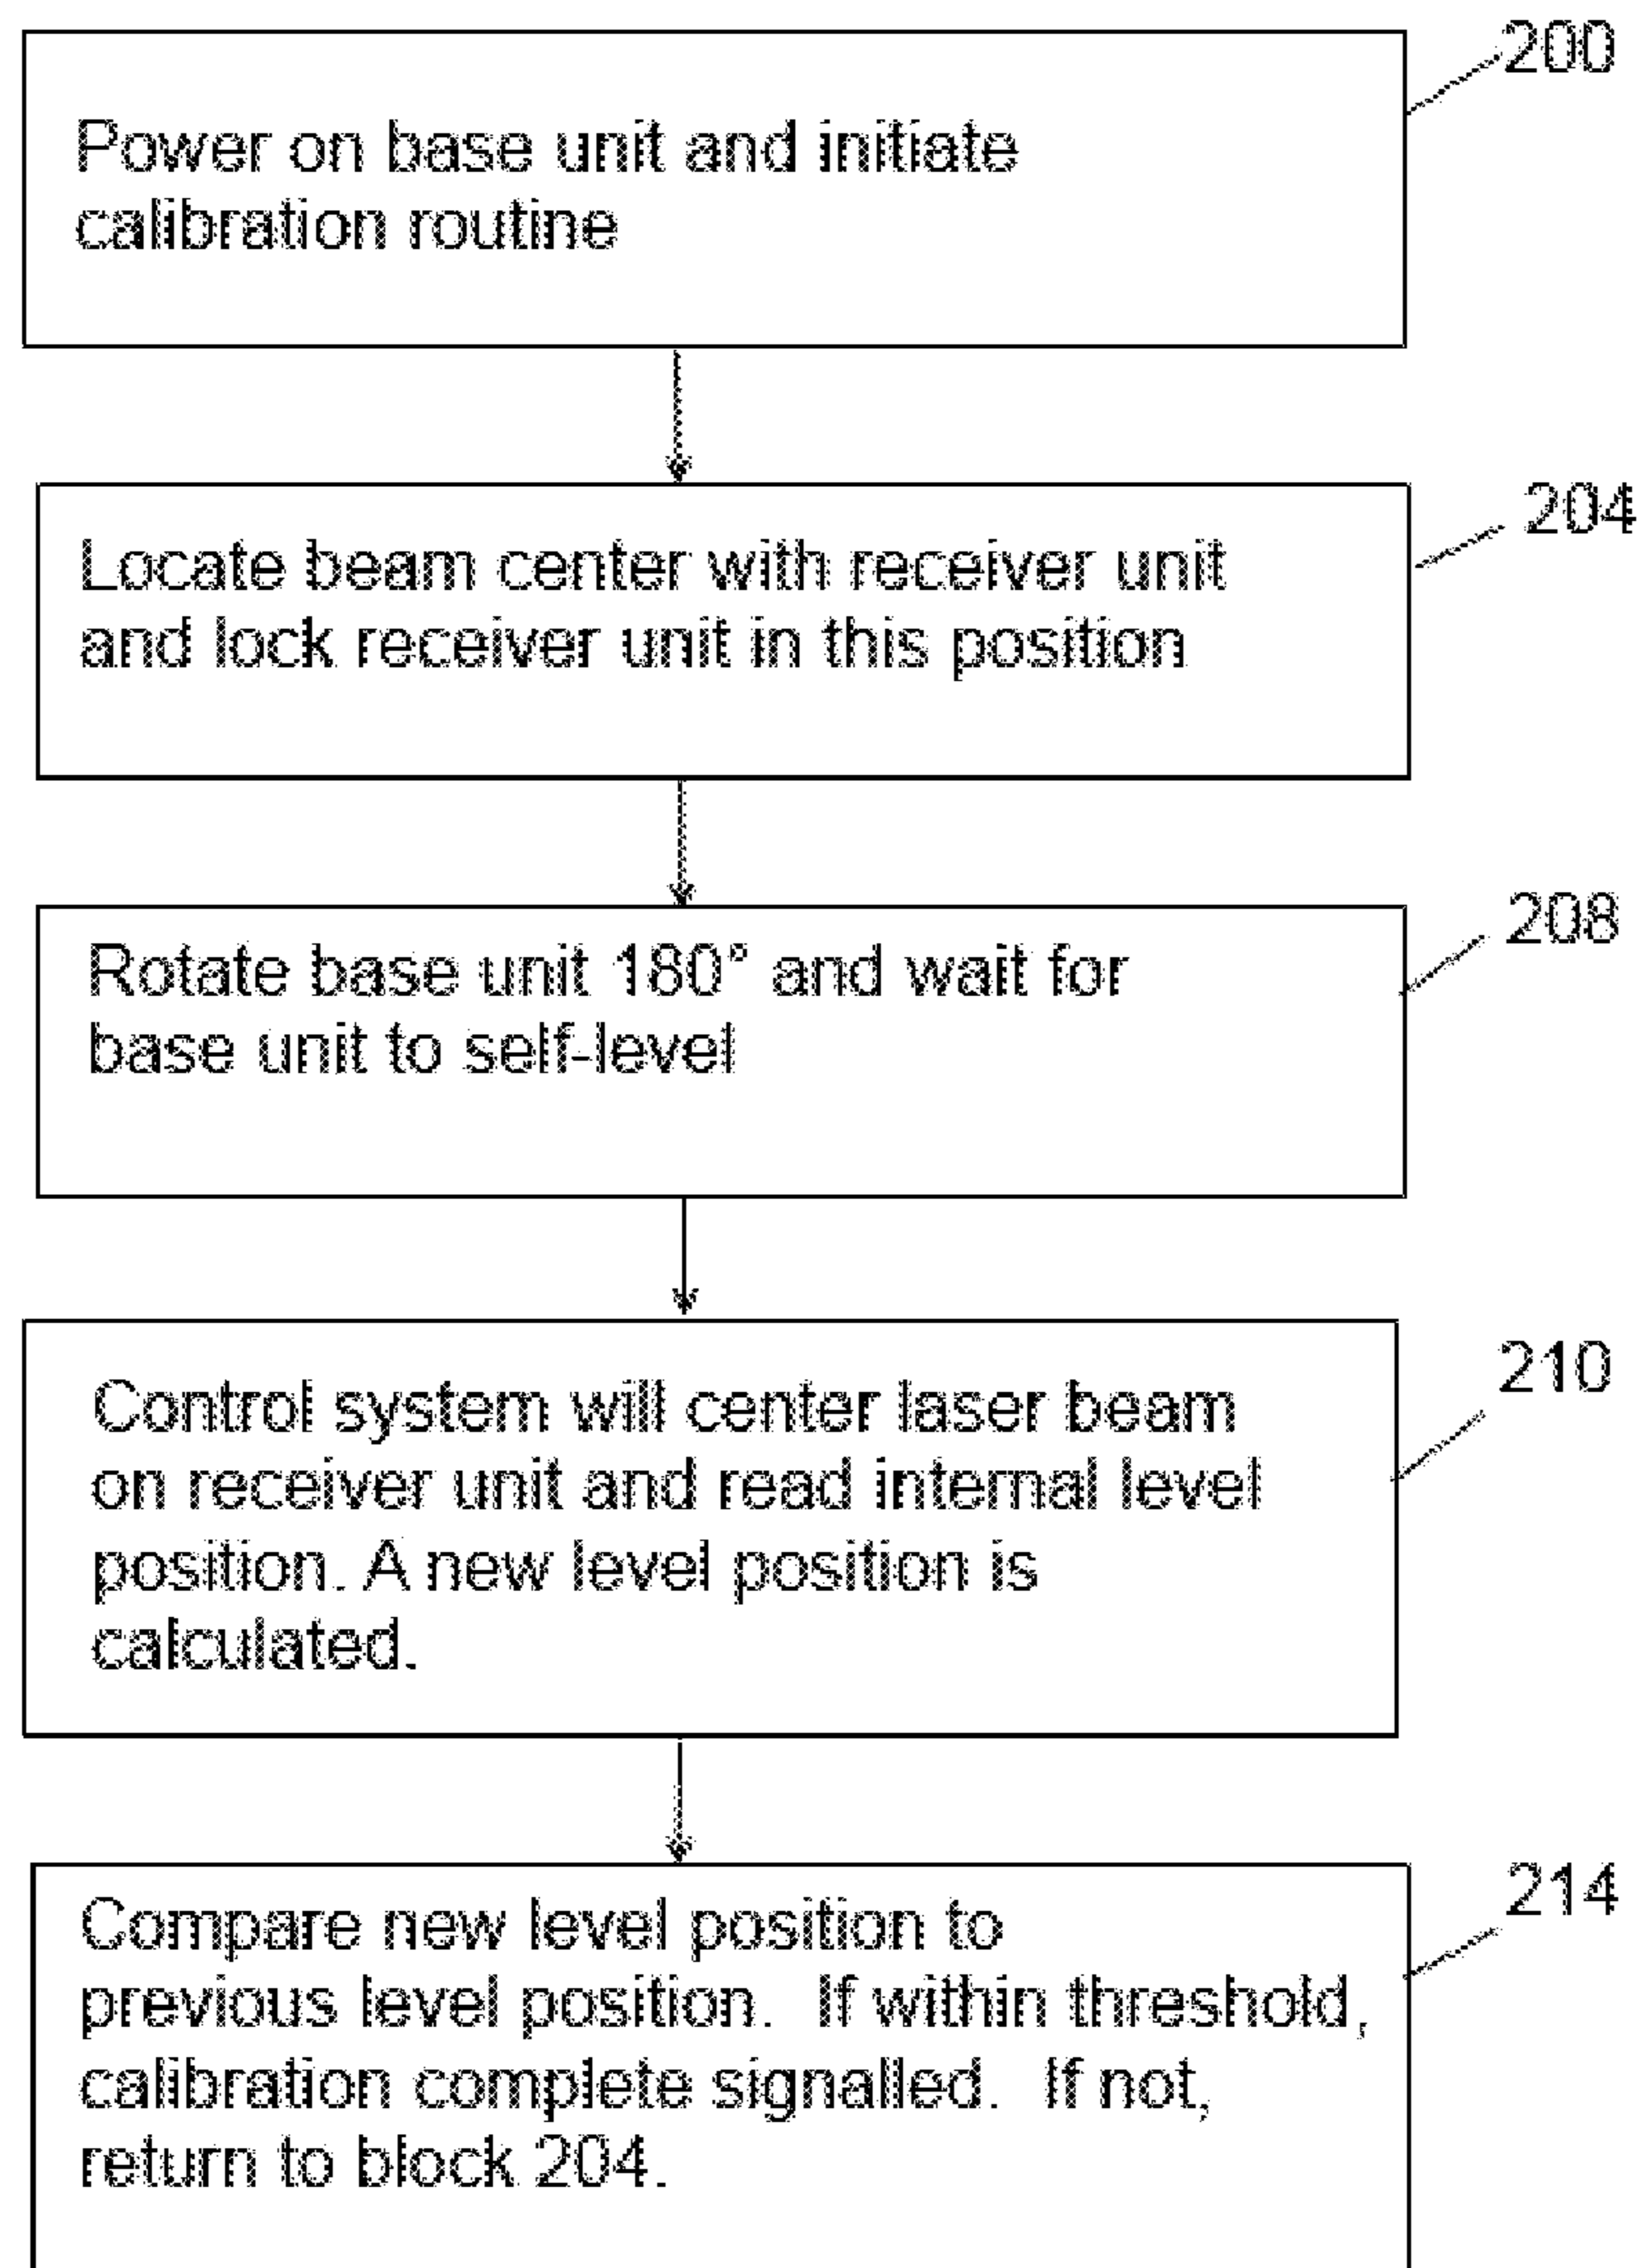 200
Power on base unit and initiate
calibration routine
204
Locate beam center with receiver unit
and lock receiver unit in this position
208
Rotate base unit 180° and wait for
base unit to self-level
210
Control system will center laser beam
on receiver unit and read internal level
position. A new level position is
calculated.
214
Compare new level position to
previous level position.  If within threshold,
calibration complete signalled.  If not,
return to block 204.